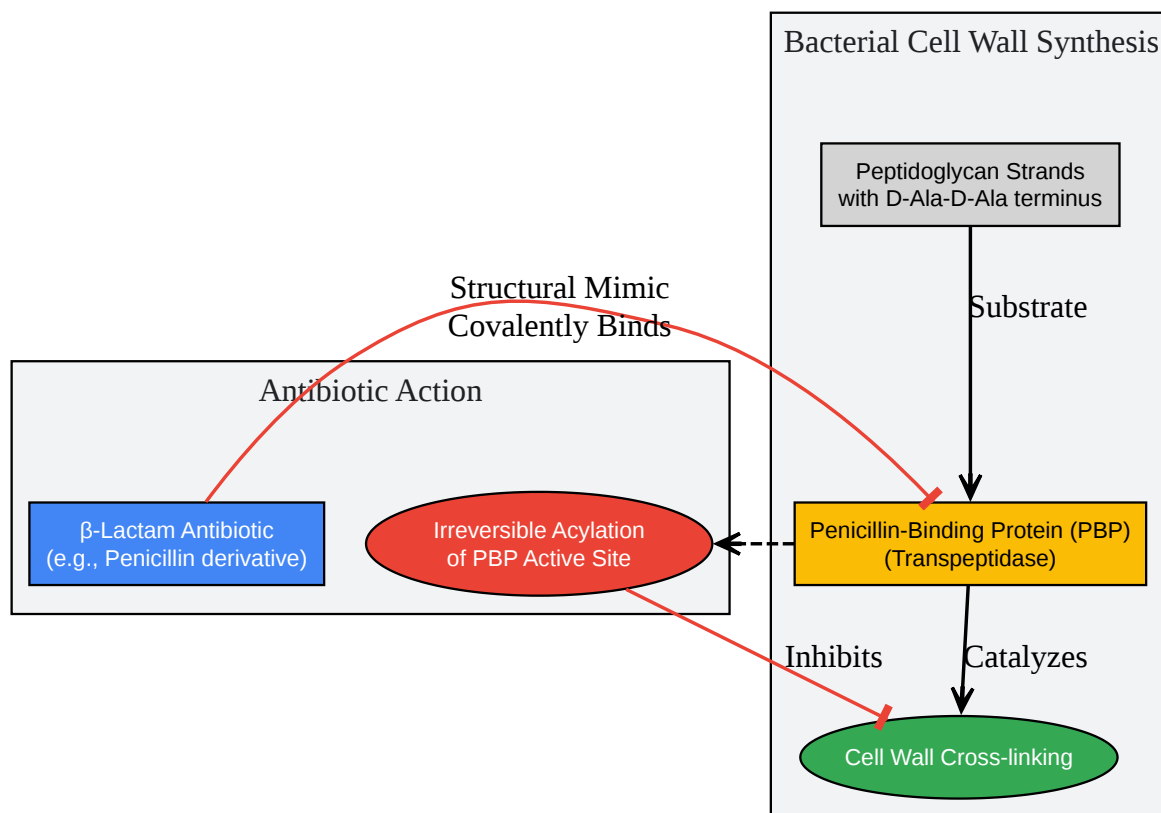 Bacterial Cell Wall Synthesis
Peptidoglycan Strands
with D-Ala-D-Ala terminus
Structural Mimic
Covalently Binds
Substrate
Antibiotic Action
β-Lactam Antibiotic
(e.g., Penicillin derivative)
Irreversible Acylation
of PBP Active Site
Penicillin-Binding Protein (PBP)
(Transpeptidase)
Inhibits
Catalyzes
Cell Wall Cross-linking